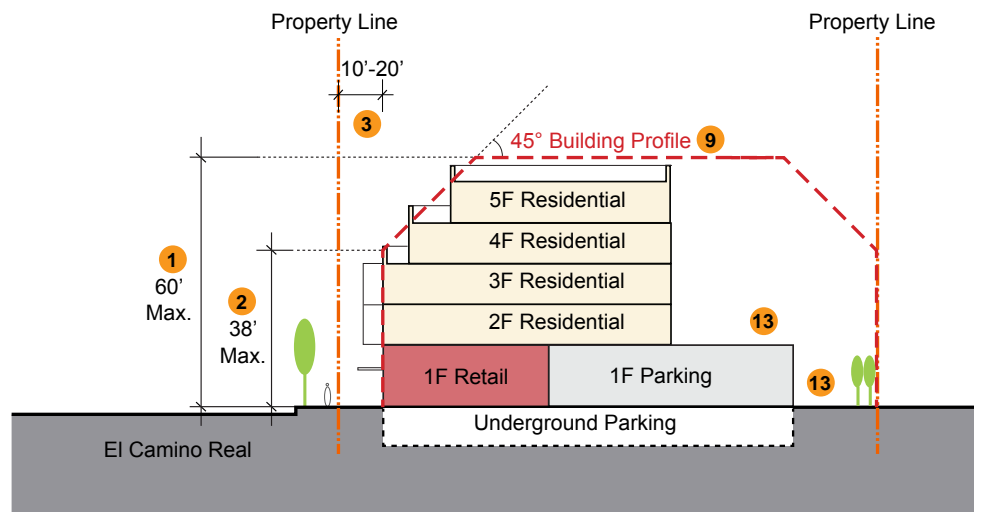 Property Line
Property Line
10'-20'
3
45° Building Profile 9
5F Residential
4F Residential
1
60'
Max.
3F Residential
2
38'
Max.
2F Residential
13
1F Retail
1F Parking
13
Underground Parking
El Camino Real